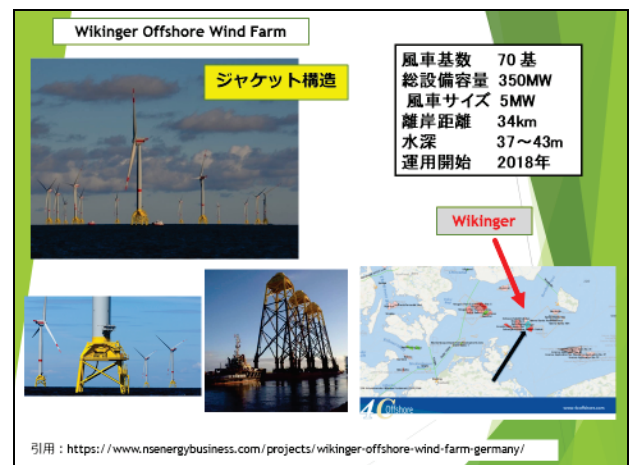 Wikinger Offshore Wind Farm
ジャケット構造
風車基数 70 基
総設備容量 350MW
風車サイズ 5MW
離岸距離 34km
水深 37～43m
運用開始 2018年
Wikinger
4C Offshore
www.4coffshore.com
引用：https://www.nsenergybusiness.com/projects/wikinger-offshore-wind-farm-germany/